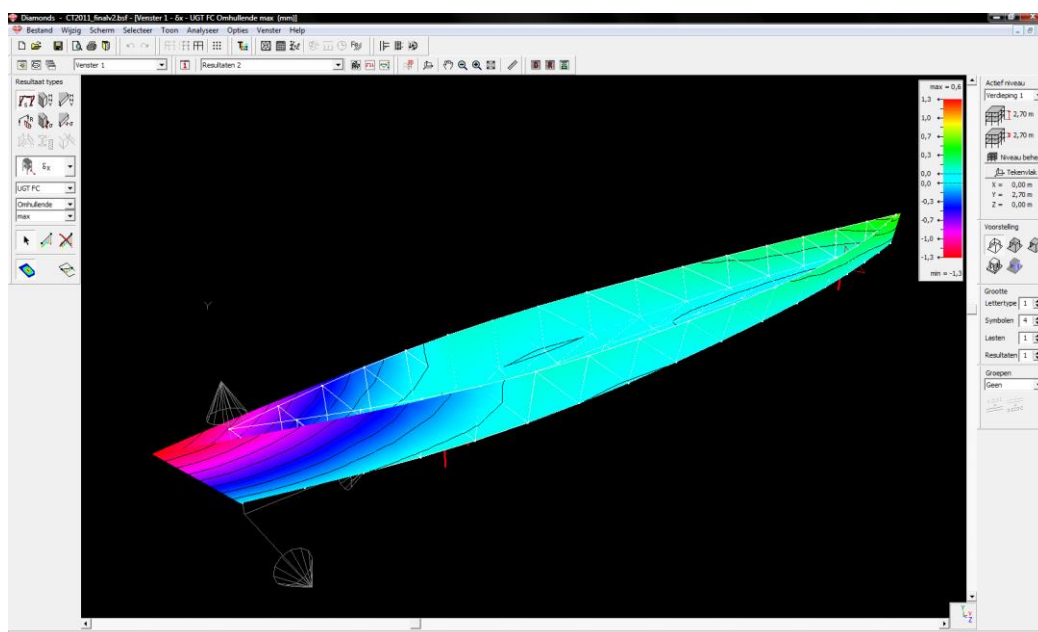 Diamonds - CT2011_finalv2.bsf - [Venster 1 - δx - UGT FC Omhullende max (mm)]
Bestand Wijzig Scherm Selecteer Toon Analyseer Opties Venster Help
Venster 1
Resultaten 2
Resultaat types
δx
UGT FC
Omhullende
max
Y
max = 0,6
1,3
1,0
0,7
0,3
0,0
0,0
-0,3
-0,7
-1,0
-1,3
min = -1,3
Actief niveau
Verdieping 1
2,70 m
2,70 m
Niveau behe
Tekenvlak
X = 0,00 m
Y = 2,70 m
Z = 0,00 m
Voorstelling
Grootte
Lettertype 1
Symbolen 4
Lasten 1
Resultaten 1
Groepen
Geen
Y
X
Z